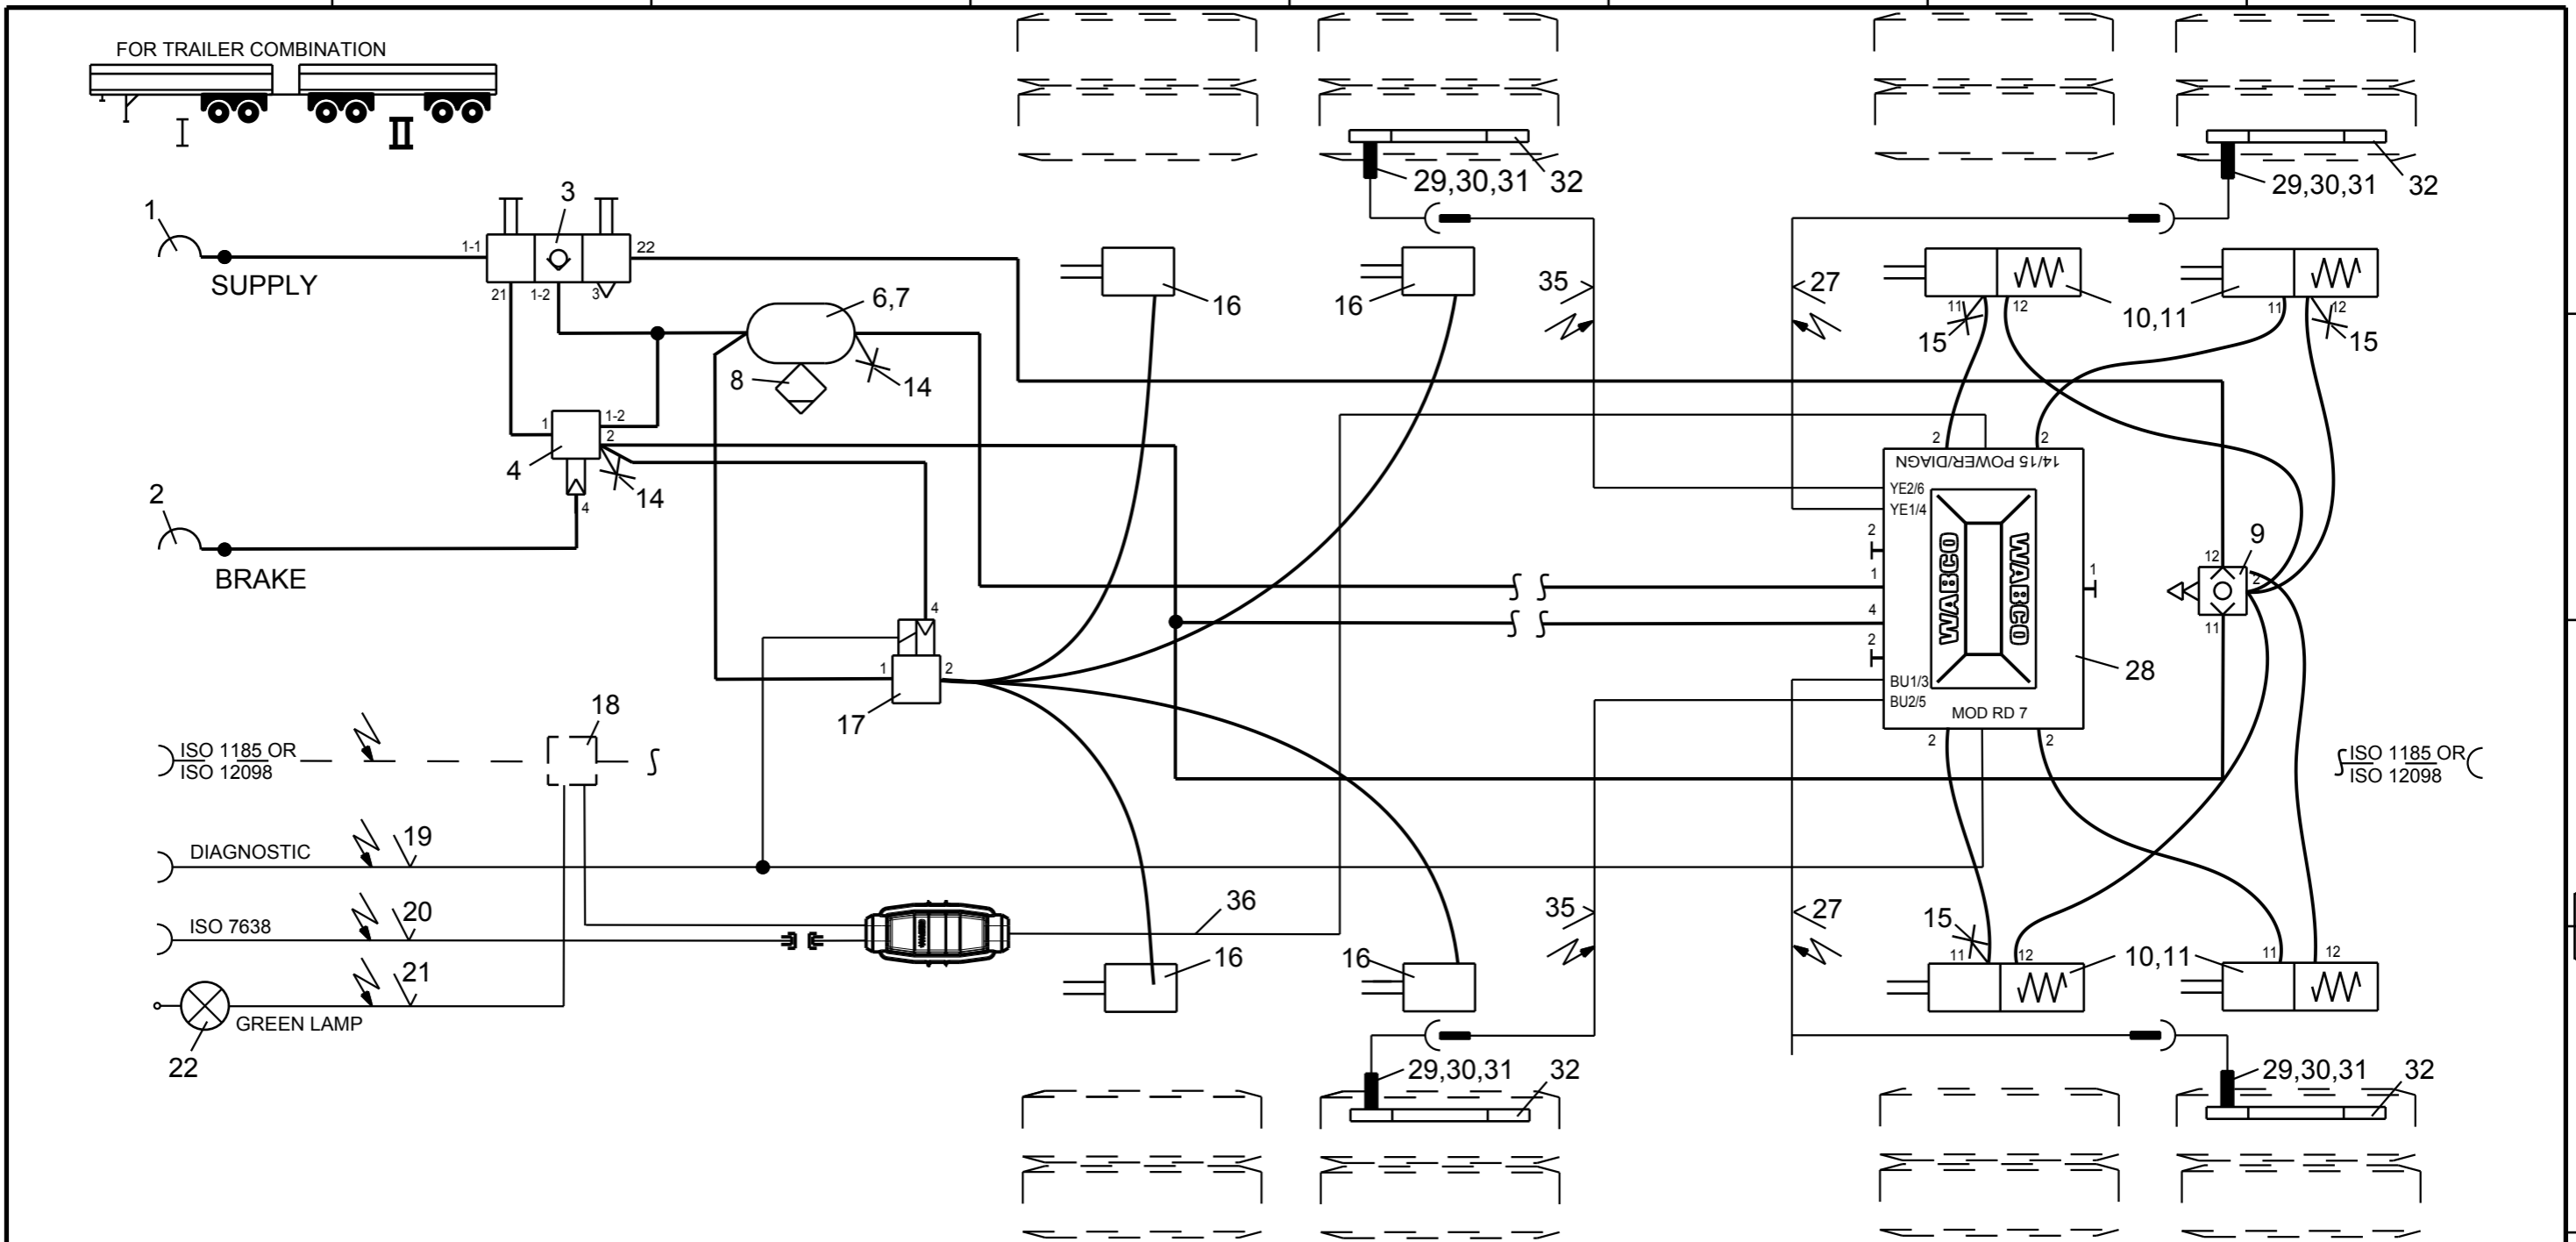 FOR TRAILER COMBINATION
I II
29,30,31 32
29,30,31 32
1 3
1-1 22
SUPPLY
21 1-2 3
6,7
16 16
35 27
11 12 10,11 11 12
15 15
8 14
1 1-2
2
4 14
2 4
BRAKE
2 2
14/15 POWER/DIAGN
YE2/6
YE1/4
2
1 1
4
2
WABCO WABCO
BU1/3
BU2/5
MOD RD 7
28
2 2
9
12
2
11
4
1 2
17
18
ISO 1185 OR
ISO 12098
ISO 1185 OR
ISO 12098
DIAGNOSTIC 19
ISO 7638 20
36
21
GREEN LAMP
22
16 16
35 27
15
11 12 10,11 11 12
29,30,31 32
29,30,31 32